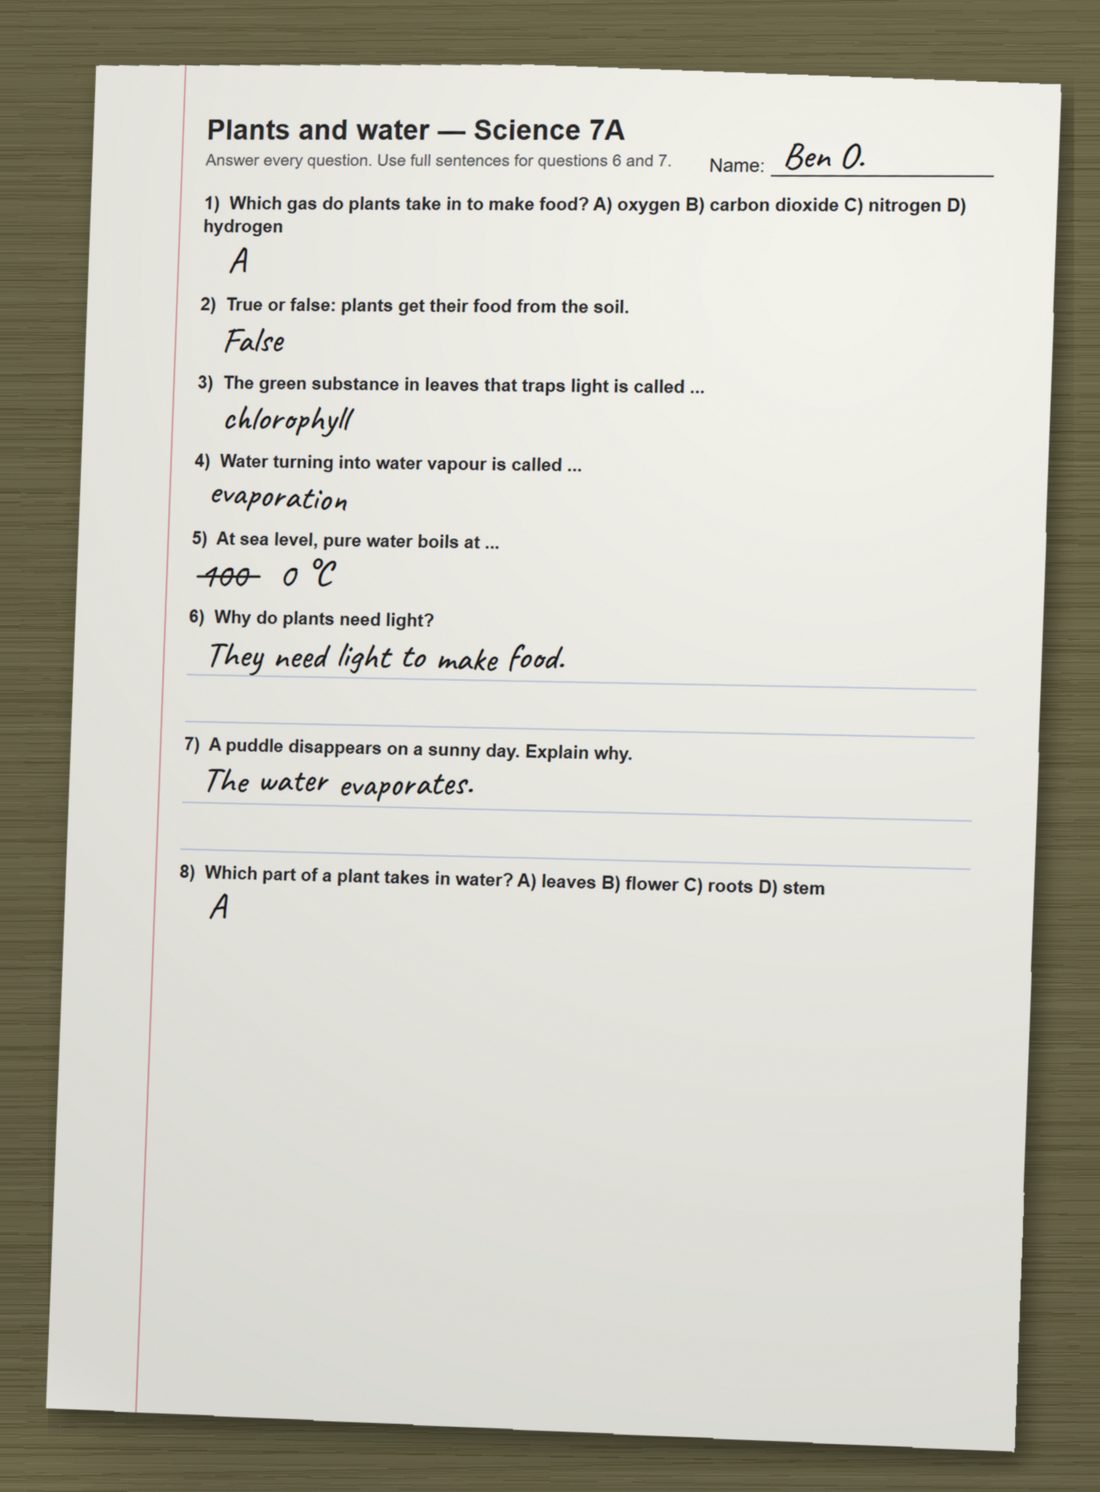 Plants and water — Science 7A
Answer every question. Use full sentences for questions 6 and 7.
Name: Ben O.
1) Which gas do plants take in to make food? A) oxygen B) carbon dioxide C) nitrogen D)
hydrogen
A
2) True or false: plants get their food from the soil.
False
3) The green substance in leaves that traps light is called ...
chlorophyll
4) Water turning into water vapour is called ...
evaporation
5) At sea level, pure water boils at ...
100 0 °C
6) Why do plants need light?
They need light to make food.
7) A puddle disappears on a sunny day. Explain why.
The water evaporates.
8) Which part of a plant takes in water? A) leaves B) flower C) roots D) stem
A